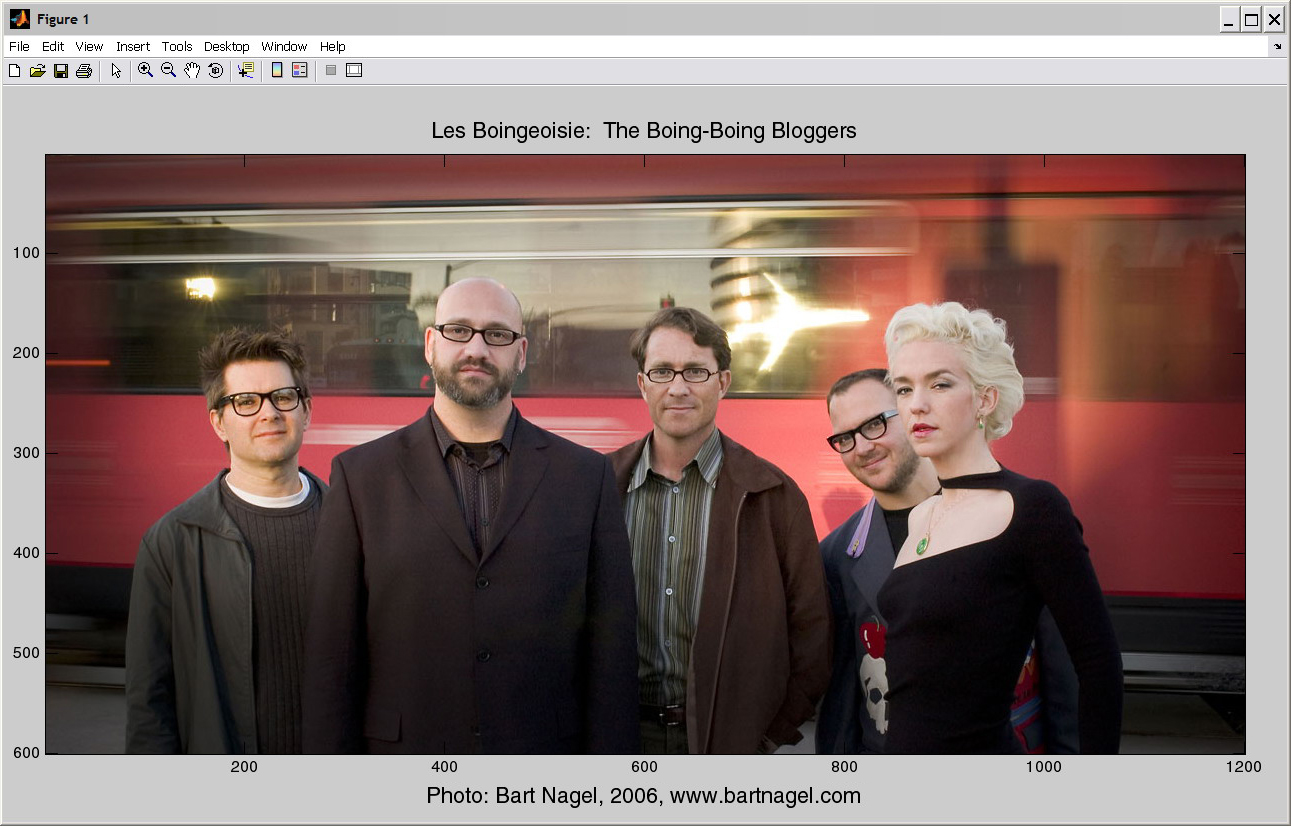 Figure 1
File Edit View Insert Tools Desktop Window Help
Les Boingeoisie: The Boing-Boing Bloggers
100
200
300
400
500
600
200 400 600 800 1000 1200
Photo: Bart Nagel, 2006, www.bartnagel.com